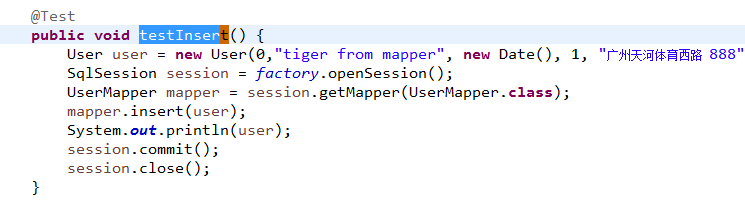 @Test
public void testInsert() {
User user = new User(0,"tiger from mapper", new Date(), 1, "广州天河体育西路 888"
SqlSession session = factory.openSession();
UserMapper mapper = session.getMapper(UserMapper.class);
mapper.insert(user);
System.out.println(user);
session.commit();
session.close();
}